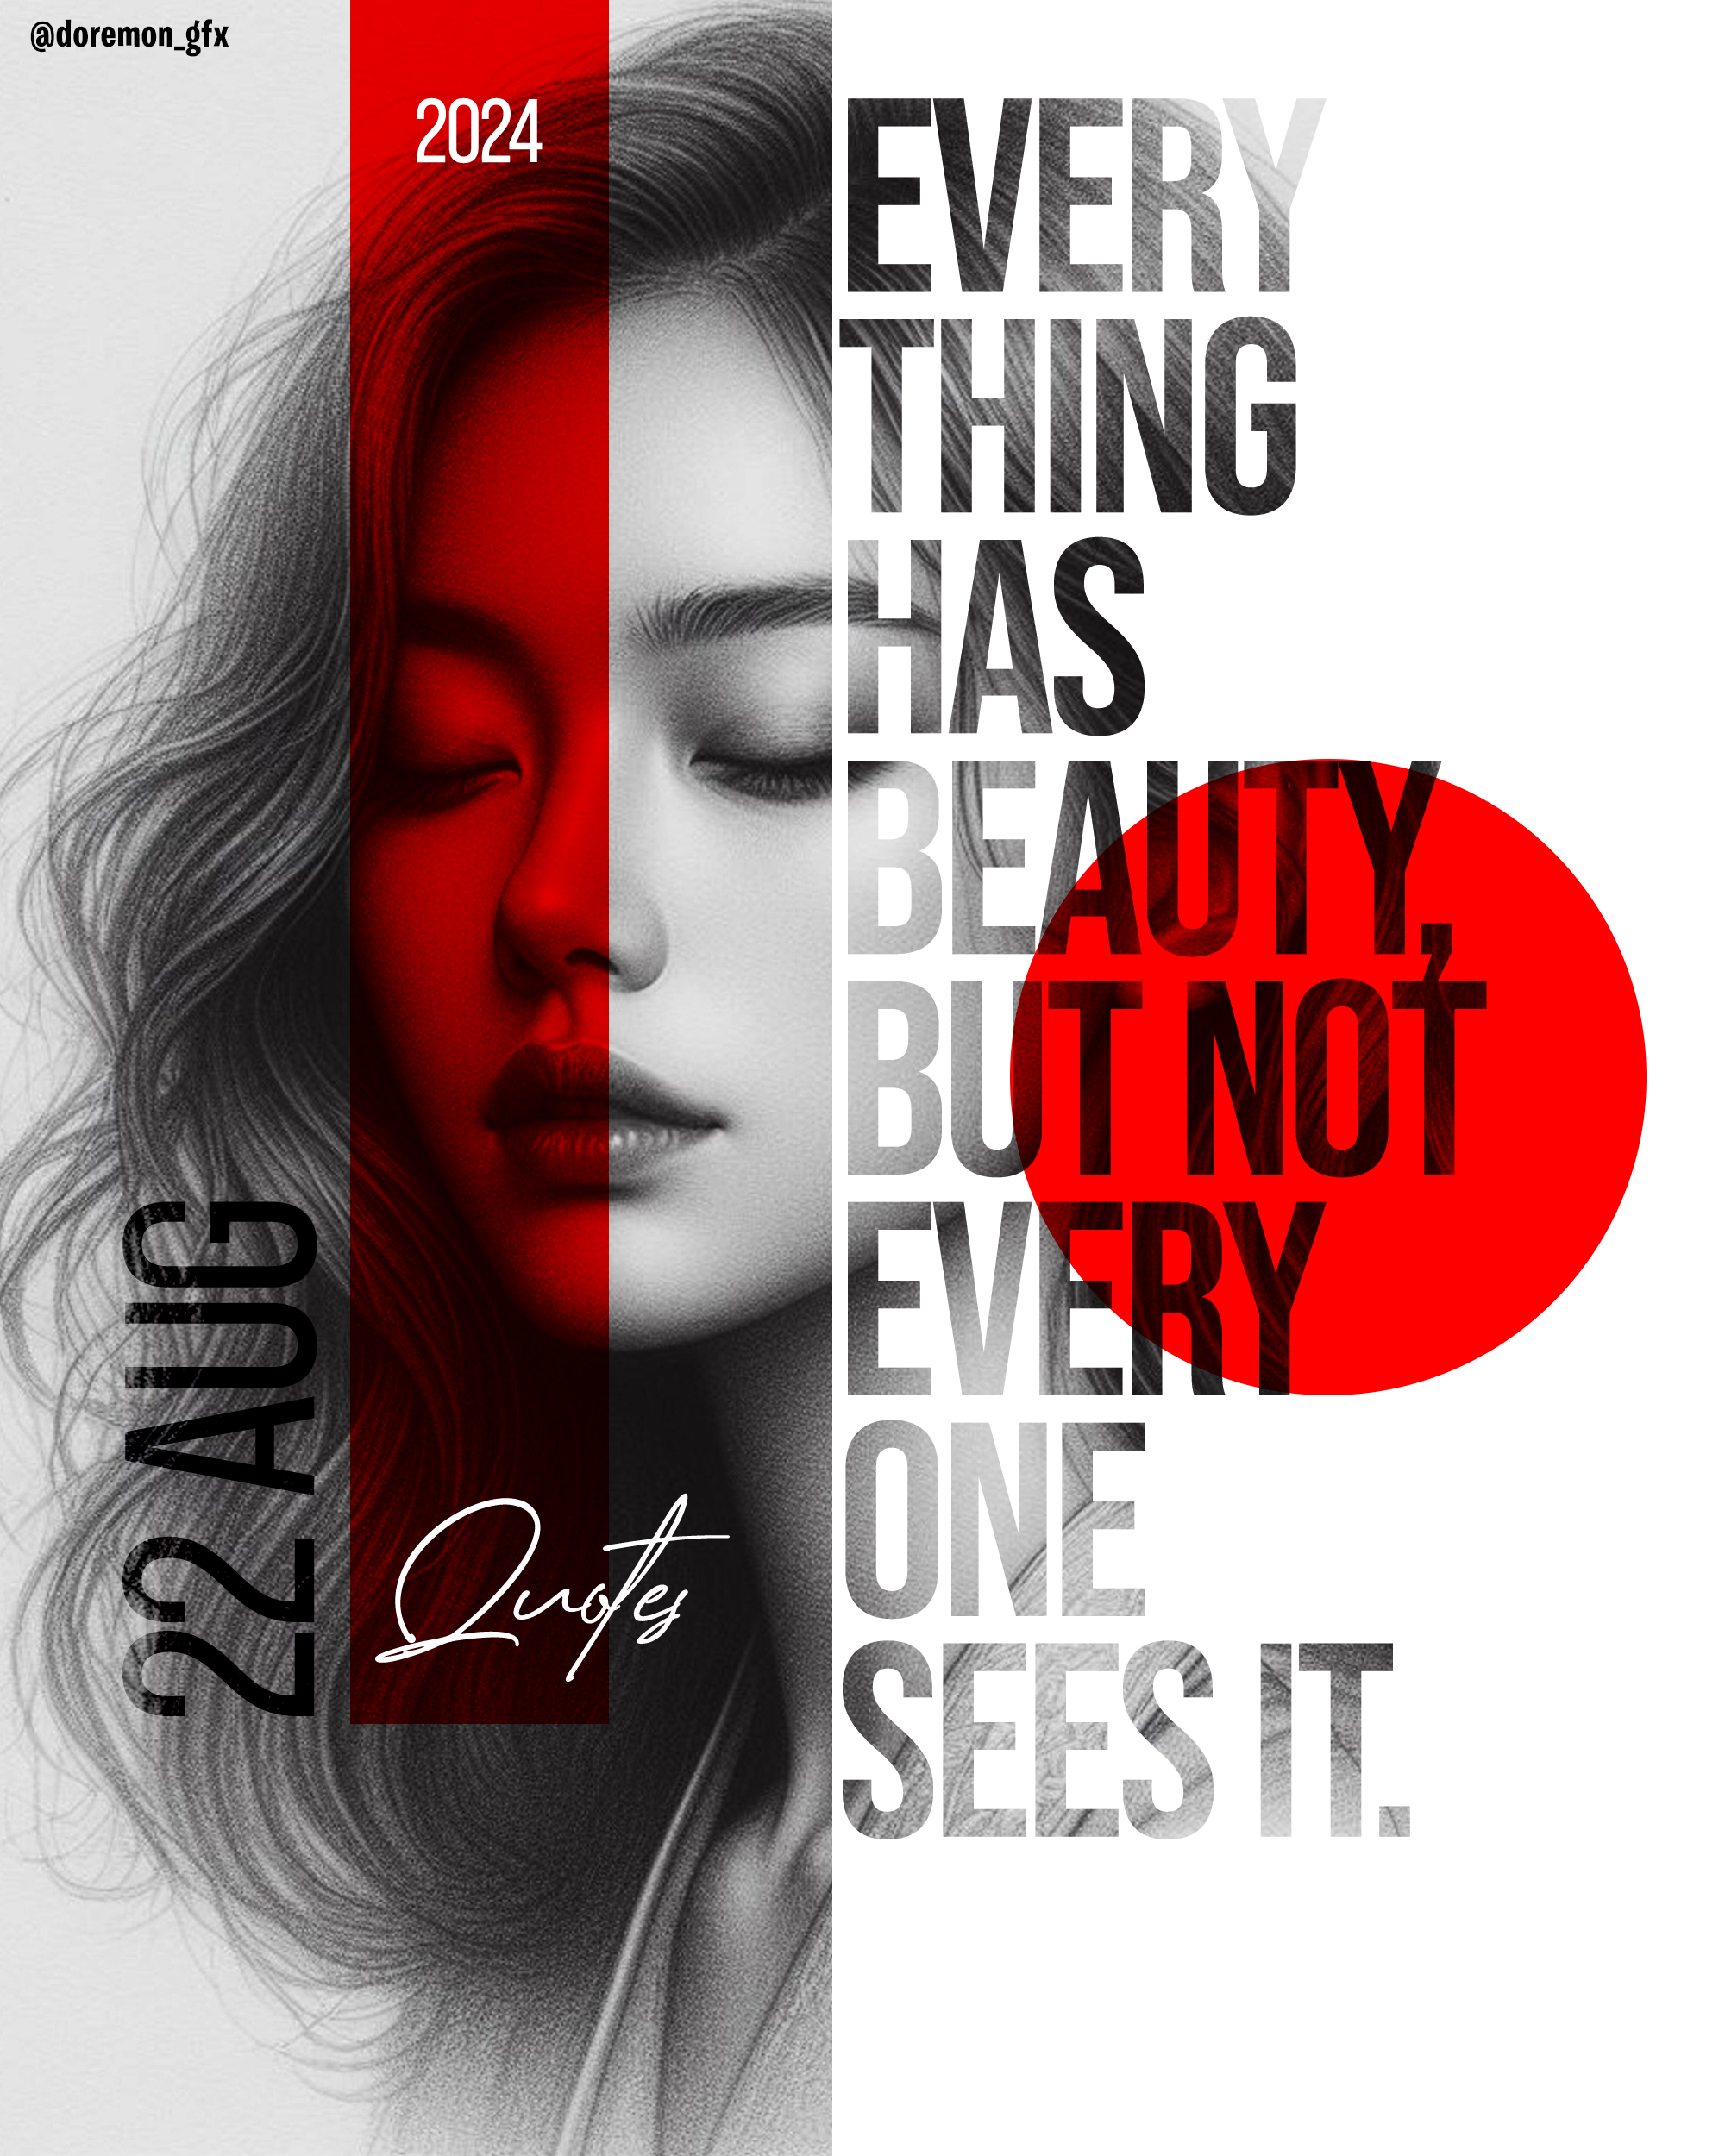 @doremon_gfx
2024
22 AUG
Quotes
EVERY
THING
HAS
BEAUTY,
BUT NOT
EVERY
ONE
SEES IT.